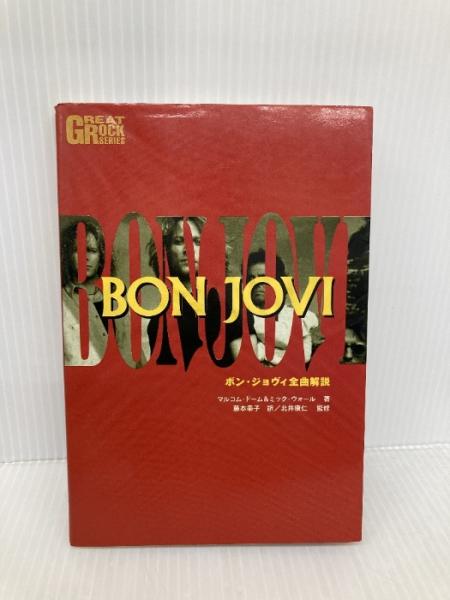 GREAT
ROCK
SERIES
BON JOVI
BON JOVI
ボン・ジョヴィ全曲解説
マルコム・ドーム&ミック・ウォール 著
藤本幸子 訳/北井康仁 監修